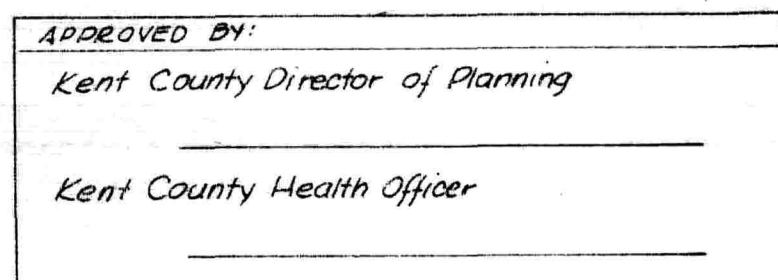 APPROVED BY:
Kent County Director of Planning
Kent County Health Officer